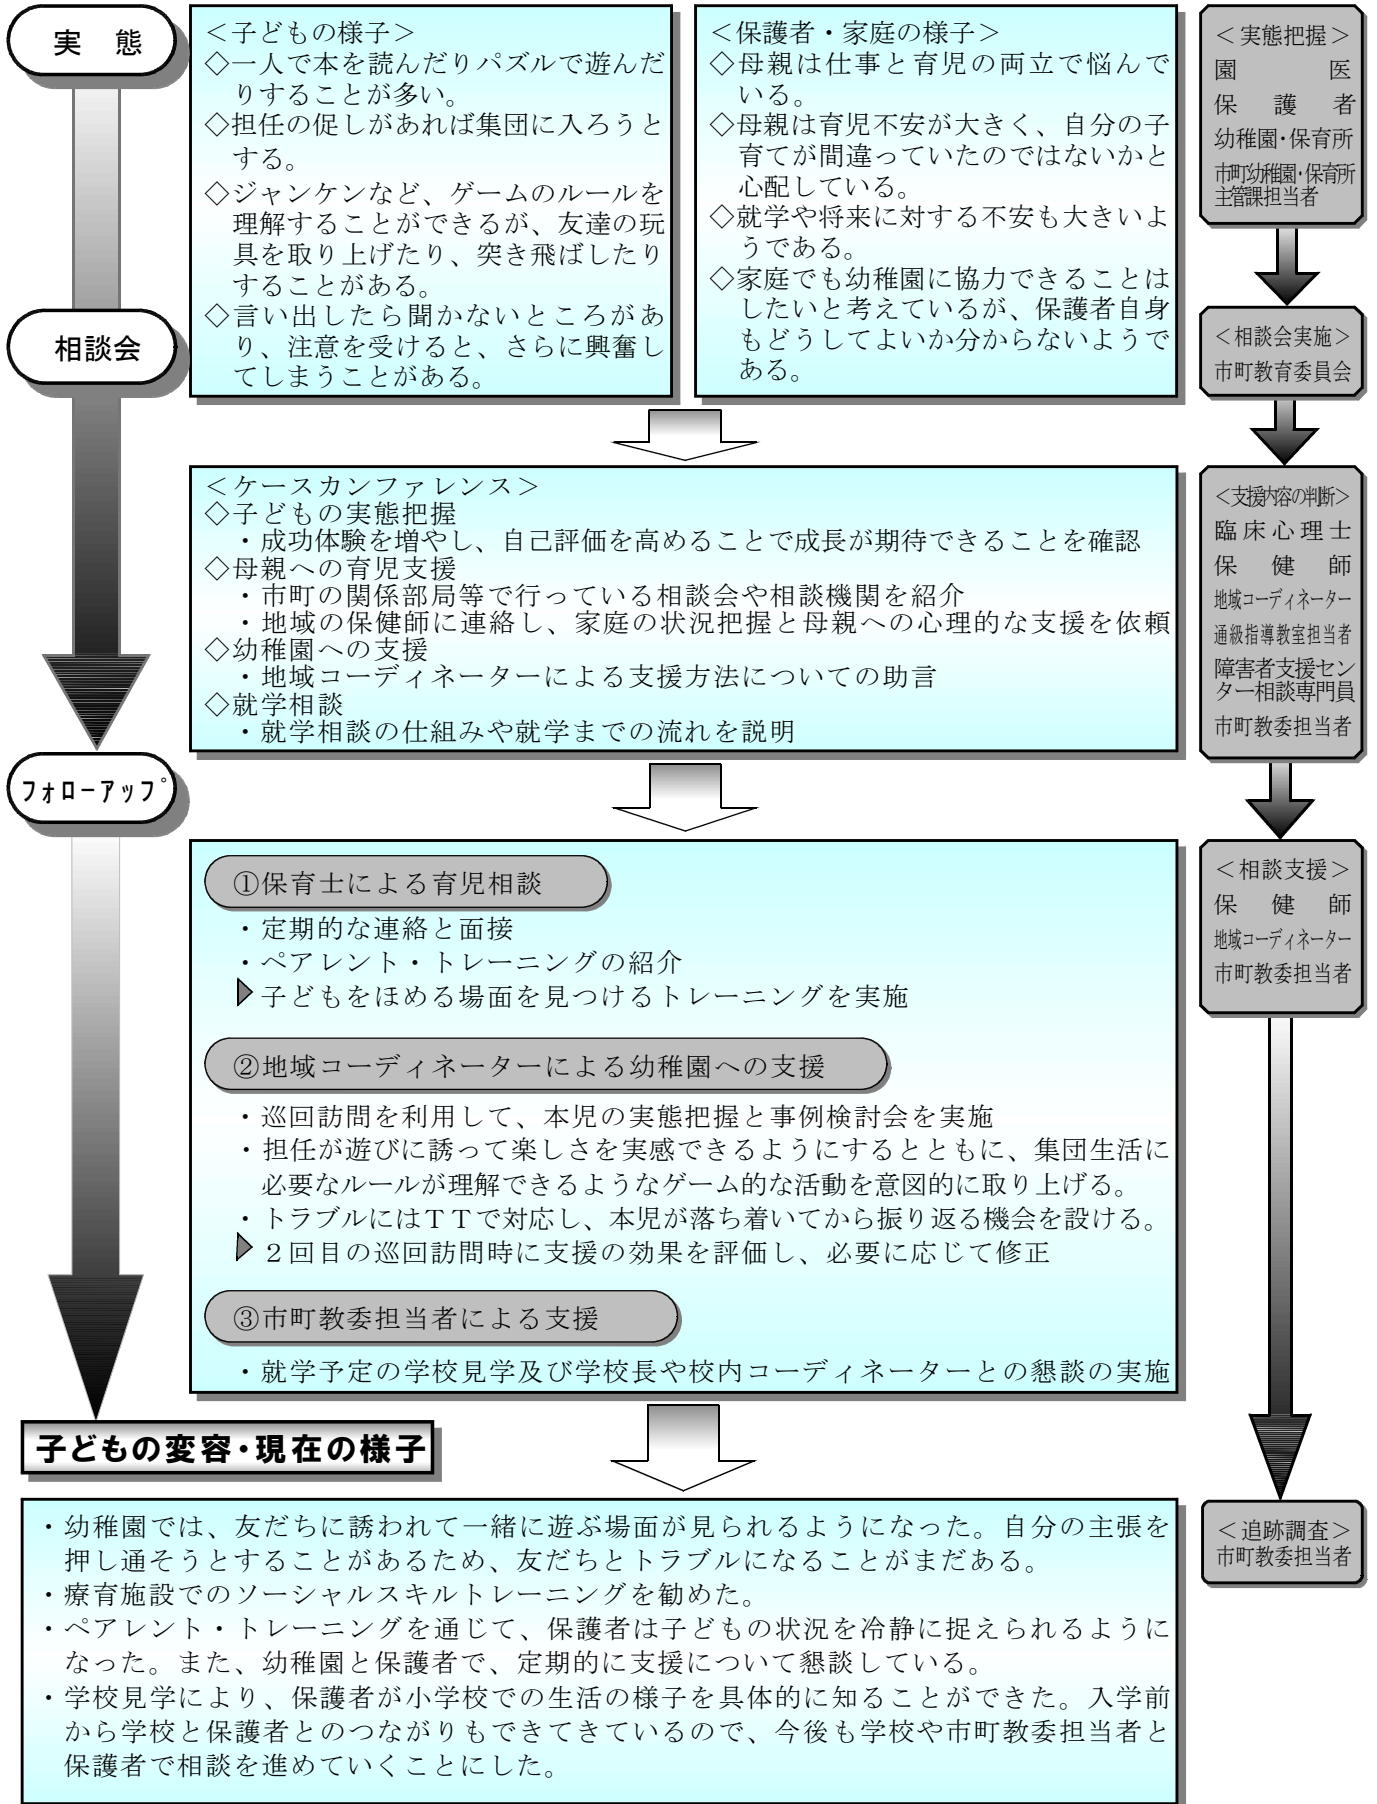 実　態
＜子どもの様子＞
◇一人で本を読んだりパズルで遊んだ
りすることが多い。
◇担任の促しがあれば集団に入ろうと
する。
◇ジャンケンなど、ゲームのルールを
理解することができるが、友達の玩
具を取り上げたり、突き飛ばしたり
することがある。
◇言い出したら聞かないところがあ
り、注意を受けると、さらに興奮し
てしまうことがある。
＜保護者・家庭の様子＞
◇母親は仕事と育児の両立で悩んで
いる。
◇母親は育児不安が大きく、自分の子
育てが間違っていたのではないかと
心配している。
◇就学や将来に対する不安も大きいよ
うである。
◇家庭でも幼稚園に協力できることは
したいと考えているが、保護者自身
もどうしてよいか分からないようで
ある。
＜実態把握＞
園　医
保　護　者
幼稚園・保育所
市町幼稚園・保育所
主管課担当者
相談会
＜相談会実施＞
市町教育委員会
＜ケースカンファレンス＞
◇子どもの実態把握
・成功体験を増やし、自己評価を高めることで成長が期待できることを確認
◇母親への育児支援
・市町の関係部局等で行っている相談会や相談機関を紹介
・地域の保健師に連絡し、家庭の状況把握と母親への心理的な支援を依頼
◇幼稚園への支援
・地域コーディネーターによる支援方法についての助言
◇就学相談
・就学相談の仕組みや就学までの流れを説明
＜支援内容の判断＞
臨床心理士
保　健　師
地域コーディネーター
通級指導教室担当者
障害者支援セン
ター相談専門員
市町教委担当者
フォローアップ
①保育士による育児相談
・定期的な連絡と面接
・ペアレント・トレーニングの紹介
▶子どもをほめる場面を見つけるトレーニングを実施
②地域コーディネーターによる幼稚園への支援
・巡回訪問を利用して、本児の実態把握と事例検討会を実施
・担任が遊びに誘って楽しさを実感できるようにするとともに、集団生活に
必要なルールが理解できるようなゲーム的な活動を意図的に取り上げる。
・トラブルにはＴＴで対応し、本児が落ち着いてから振り返る機会を設ける。
▶２回目の巡回訪問時に支援の効果を評価し、必要に応じて修正
③市町教委担当者による支援
・就学予定の学校見学及び学校長や校内コーディネーターとの懇談の実施
＜相談支援＞
保　健　師
地域コーディネーター
市町教委担当者
子どもの変容・現在の様子
・幼稚園では、友だちに誘われて一緒に遊ぶ場面が見られるようになった。自分の主張を
押し通そうとすることがあるため、友だちとトラブルになることがまだある。
・療育施設でのソーシャルスキルトレーニングを勧めた。
・ペアレント・トレーニングを通じて、保護者は子どもの状況を冷静に捉えられるように
なった。また、幼稚園と保護者で、定期的に支援について懇談している。
・学校見学により、保護者が小学校での生活の様子を具体的に知ることができた。入学前
から学校と保護者とのつながりもできてきているので、今後も学校や市町教委担当者と
保護者で相談を進めていくことにした。
＜追跡調査＞
市町教委担当者